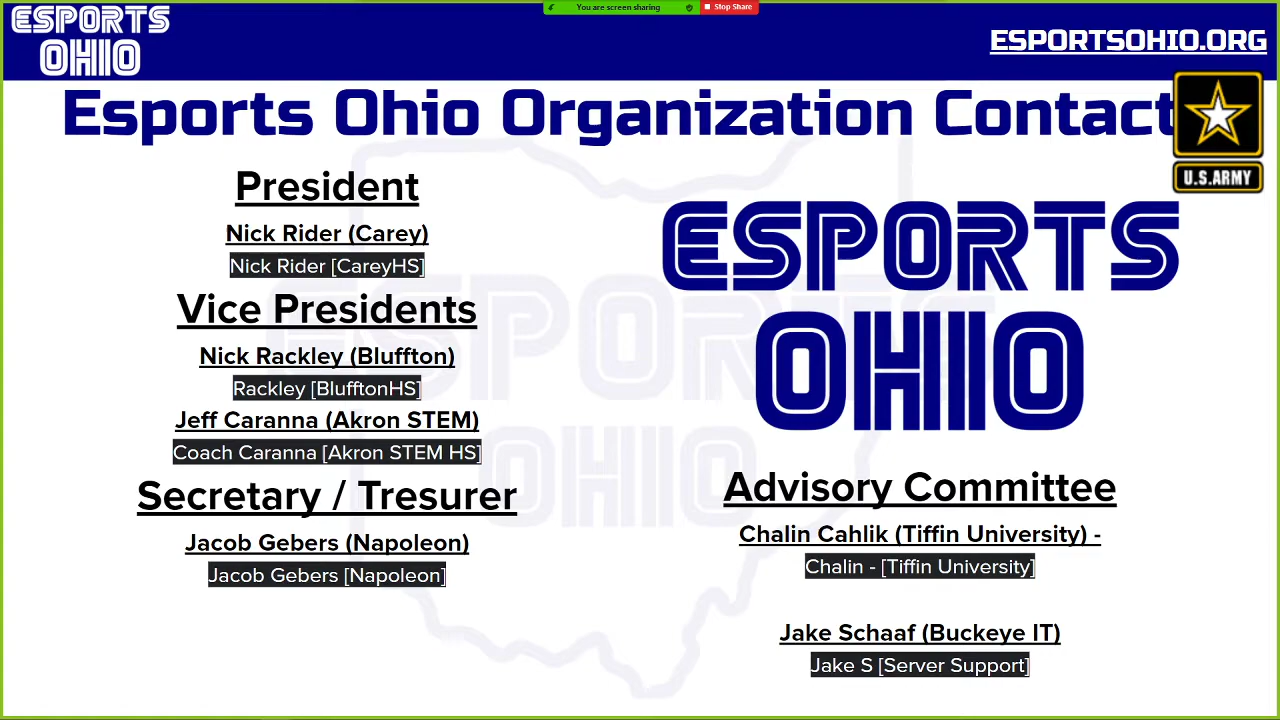 You are screen sharing
Stop Share
ESPORTS
OHIO
ESPORTSOHIO.ORG
Esports Ohio Organization Contact
U.S.ARMY
President
Nick Rider (Carey)
Nick Rider [CareyHS]
Vice Presidents
Nick Rackley (Bluffton)
Rackley [BlufftonHS]
Jeff Caranna (Akron STEM)
Coach Caranna [Akron STEM HS]
Secretary / Tresurer
Jacob Gebers (Napoleon)
Jacob Gebers [Napoleon]
ESPORTS
OHIO
Advisory Committee
Chalin Cahlik (Tiffin University) -
Chalin - [Tiffin University]
Jake Schaaf (Buckeye IT)
Jake S [Server Support]
ESPORTS
OHIO